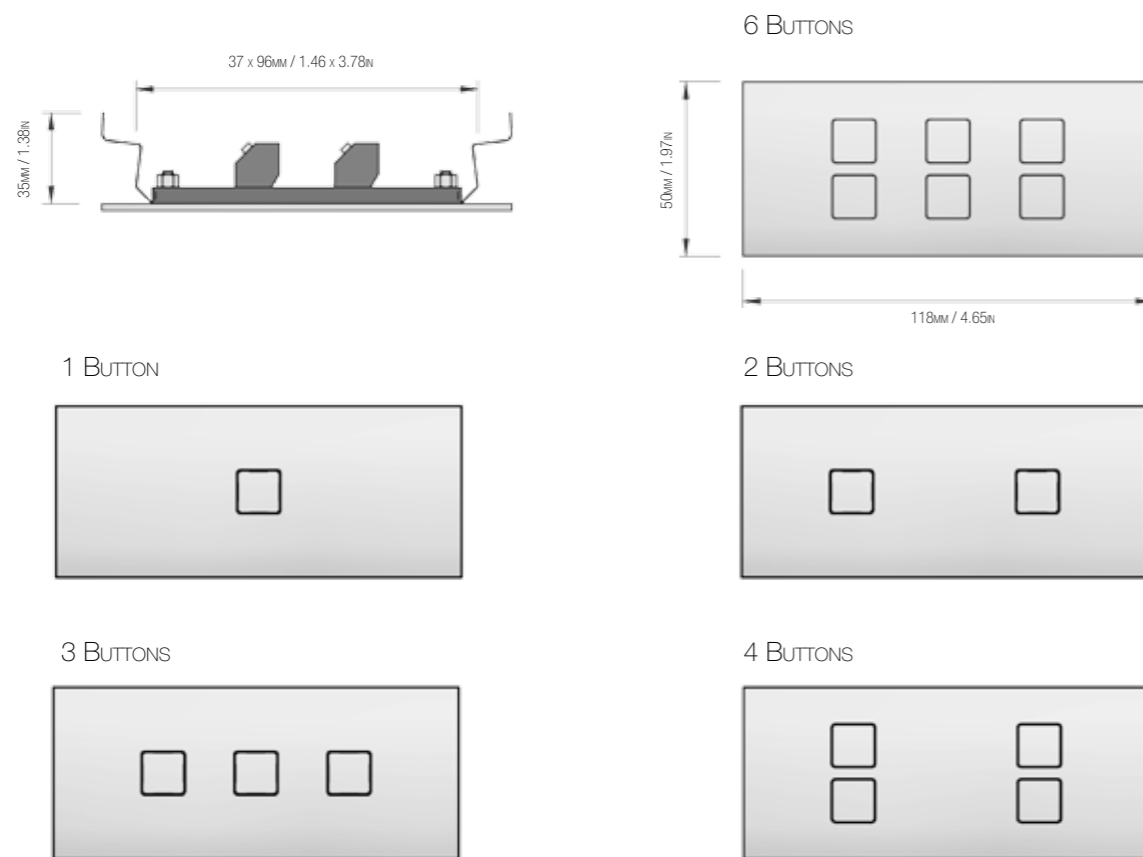 6 Buttons
37 x 96mm / 1.46 x 3.78in
35mm / 1.38in
50mm / 1.97in
118mm / 4.65in
1 Button
2 Buttons
3 Buttons
4 Buttons